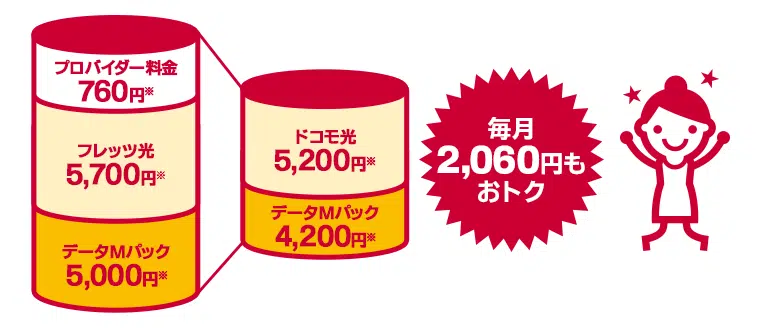 プロバイダー料金
760円※
フレッツ光
5,700円※
データMパック
5,000円※
ドコモ光
5,200円※
データMパック
4,200円※
毎月
2,060円も
おトク